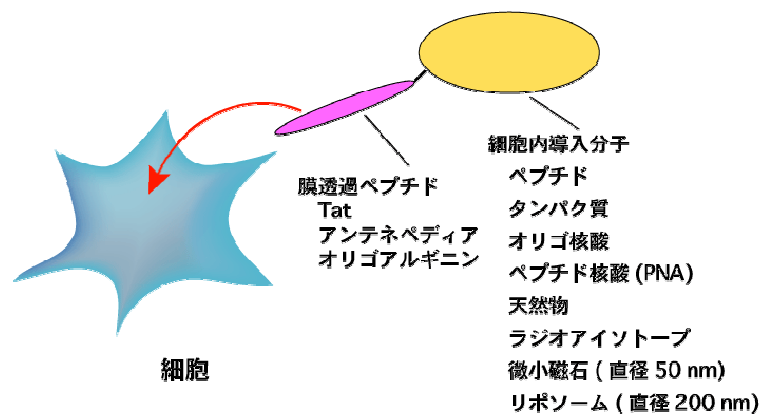 細胞内導入分子
ペプチド
タンパク質
オリゴ核酸
ペプチド核酸 (PNA)
天然物
ラジオアイソトープ
微小磁石 ( 直径 50 nm)
リポソーム ( 直径 200 nm)
膜透過ペプチド
Tat
アンテネペディア
オリゴアルギニン
細胞